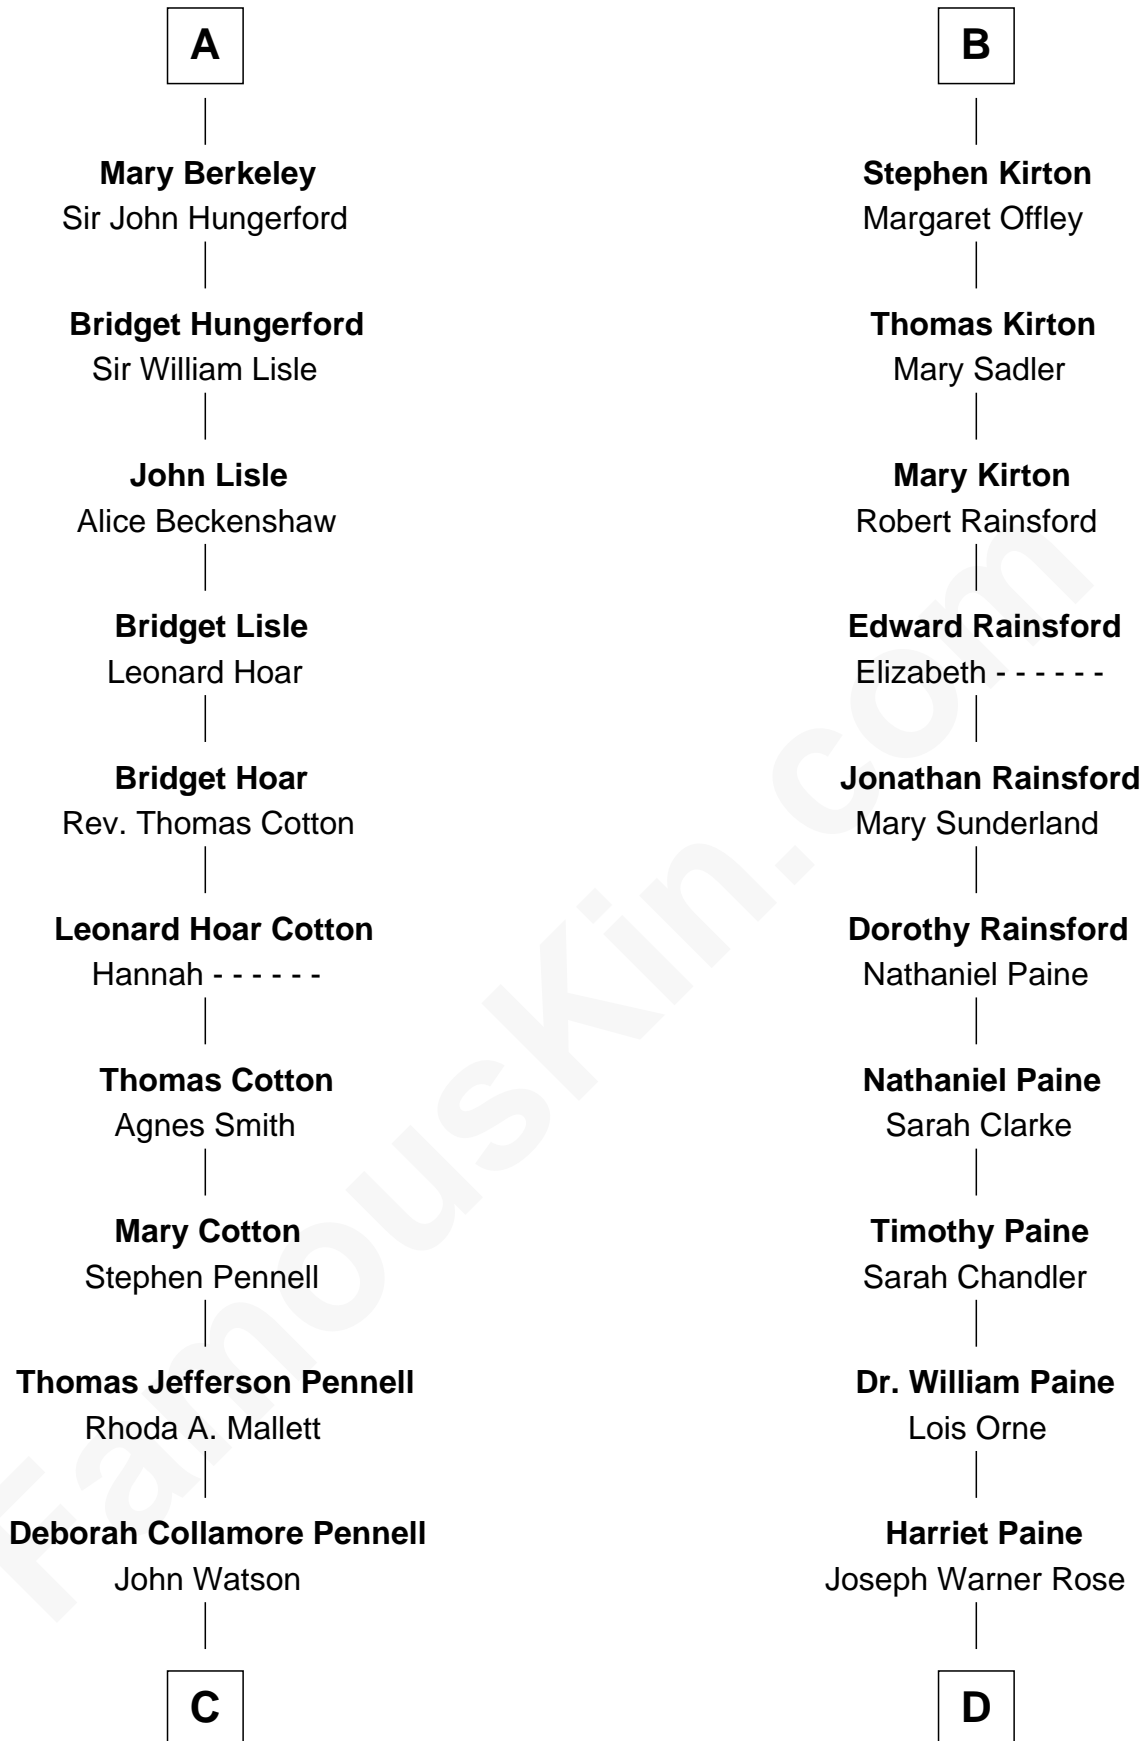 A
Mary Berkeley
Sir John Hungerford
Bridget Hungerford
Sir William Lisle
John Lisle
Alice Beckenshaw
Bridget Lisle
Leonard Hoar
Bridget Hoar
Rev. Thomas Cotton
Leonard Hoar Cotton
Hannah - - - - - -
Thomas Cotton
Agnes Smith
Mary Cotton
Stephen Pennell
Thomas Jefferson Pennell
Rhoda A. Mallett
Deborah Collamore Pennell
John Watson
C
B
Stephen Kirton
Margaret Offley
Thomas Kirton
Mary Sadler
Mary Kirton
Robert Rainsford
Edward Rainsford
Elizabeth - - - - - -
Jonathan Rainsford
Mary Sunderland
Dorothy Rainsford
Nathaniel Paine
Nathaniel Paine
Sarah Clarke
Timothy Paine
Sarah Chandler
Dr. William Paine
Lois Orne
Harriet Paine
Joseph Warner Rose
D
FamousKin.com